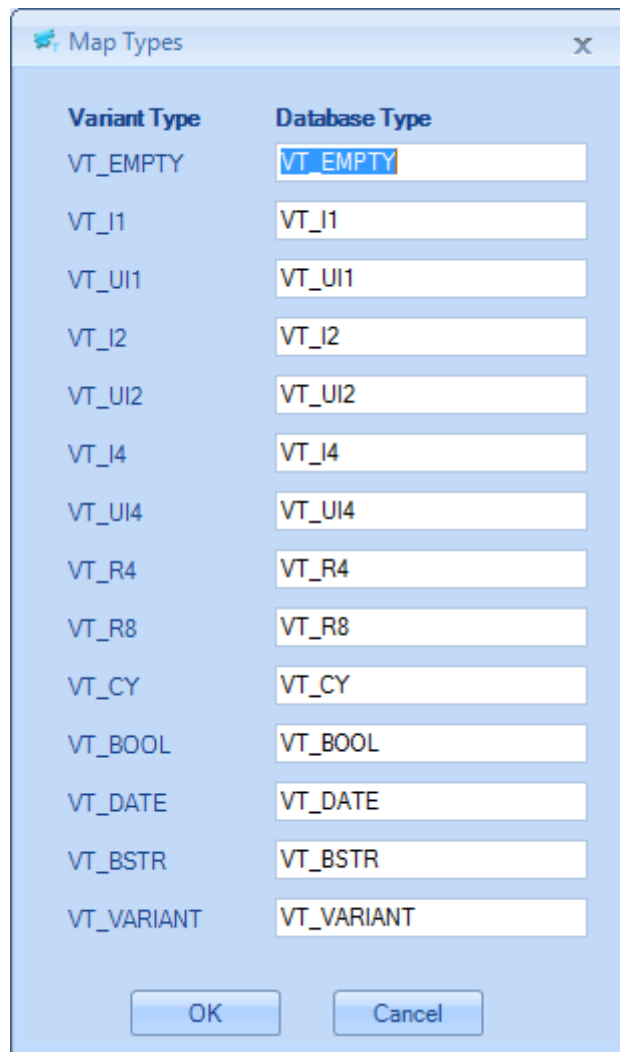 Map Types
Variant Type Database Type
VT_EMPTY VT_EMPTY
VT_I1 VT_I1
VT_UI1 VT_UI1
VT_I2 VT_I2
VT_UI2 VT_UI2
VT_I4 VT_I4
VT_UI4 VT_UI4
VT_R4 VT_R4
VT_R8 VT_R8
VT_CY VT_CY
VT_BOOL VT_BOOL
VT_DATE VT_DATE
VT_BSTR VT_BSTR
VT_VARIANT VT_VARIANT
OK Cancel